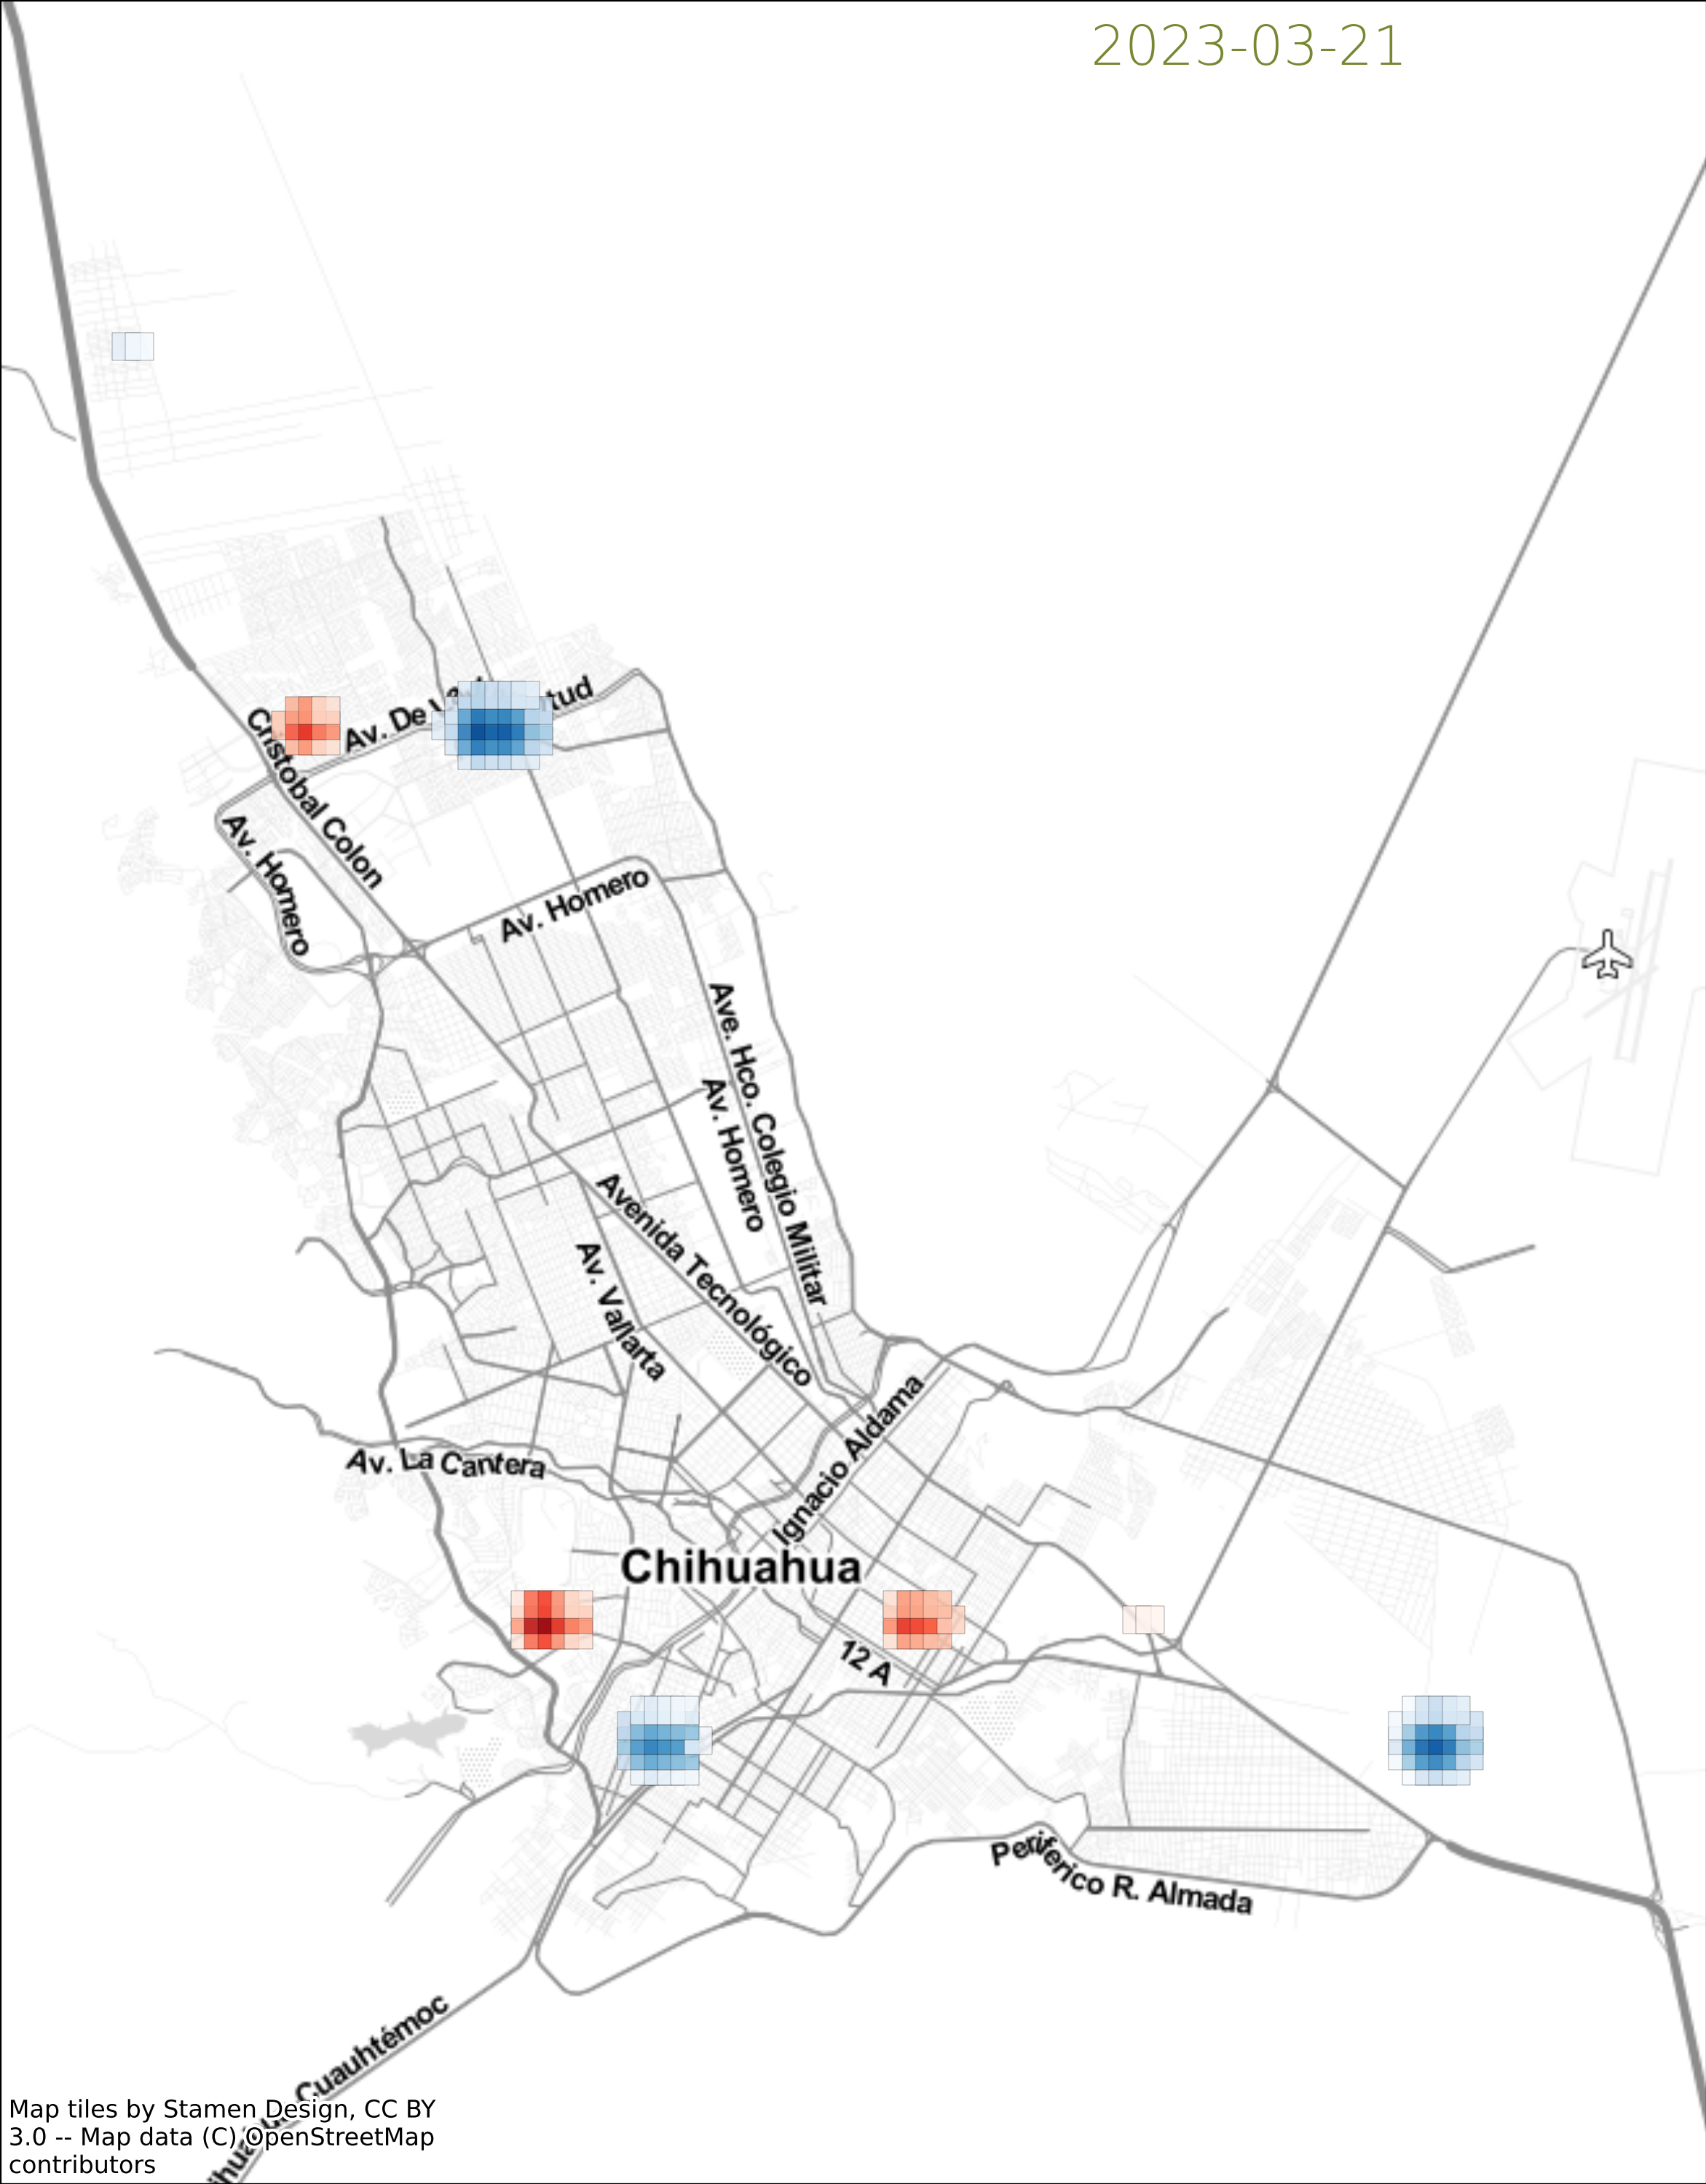 2023-03-21
Av. De
tud
Cristobal Colon
Av. Homero
Av. Homero
Ave. Hco. Colegio Militar
Av. Homero
Avenida Tecnológico
Av. Vallarta
Ignacio Aldama
Av. La Cantera
Chihuahua
12 A
Periferico R. Almada
Cuauhtémoc
Map tiles by Stamen Design, CC BY
3.0 -- Map data (C) OpenStreetMap
contributors